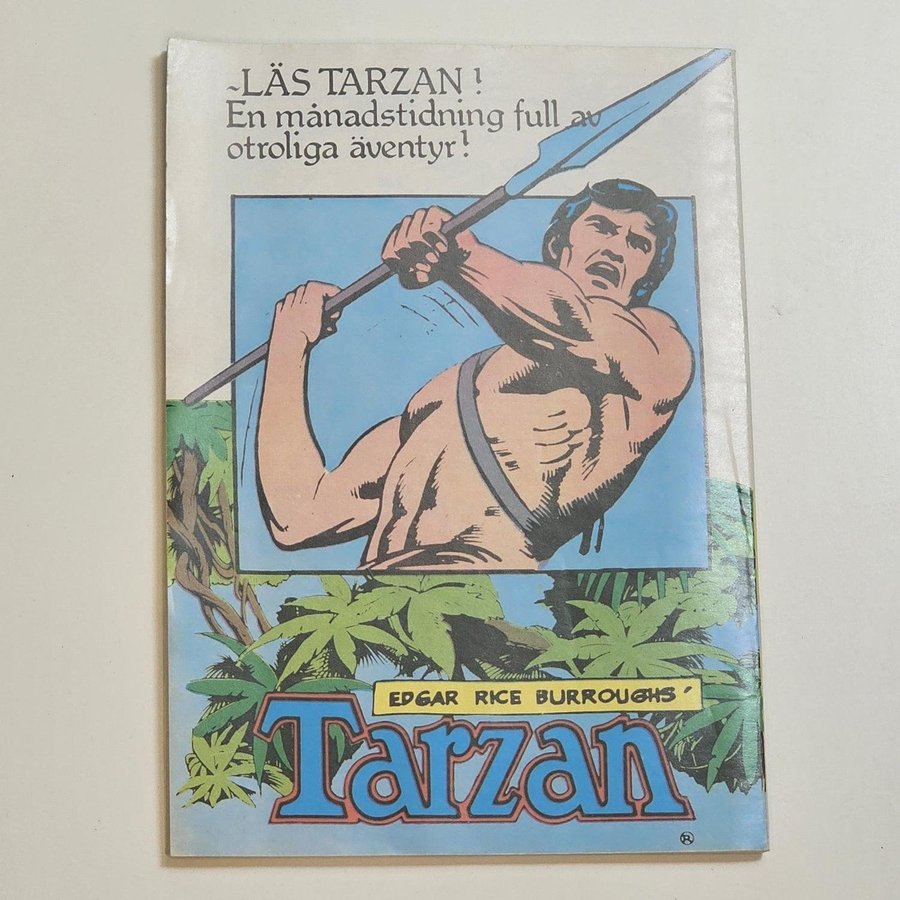 ~LÄS TARZAN!
En månadstidning full av
otroliga äventyr!
EDGAR RICE BURROUGHS'
Tarzan
®